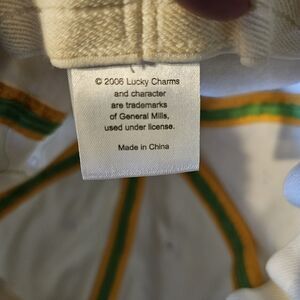 © 2006 Lucky Charms
and character
are trademarks
of General Mills,
used under license.
Made in China